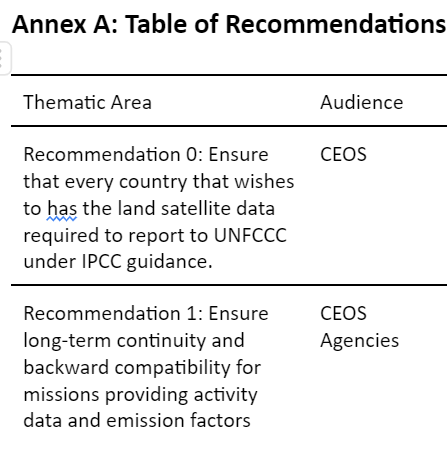 Annex A: Table of Recommendations
Thematic Area
Audience
Recommendation 0: Ensure
that every country that wishes
to has the land satellite data
required to report to UNFCCC
under IPCC guidance.
CEOS
Recommendation 1: Ensure
long-term continuity and
backward compatibility for
missions providing activity
data and emission factors
CEOS
Agencies